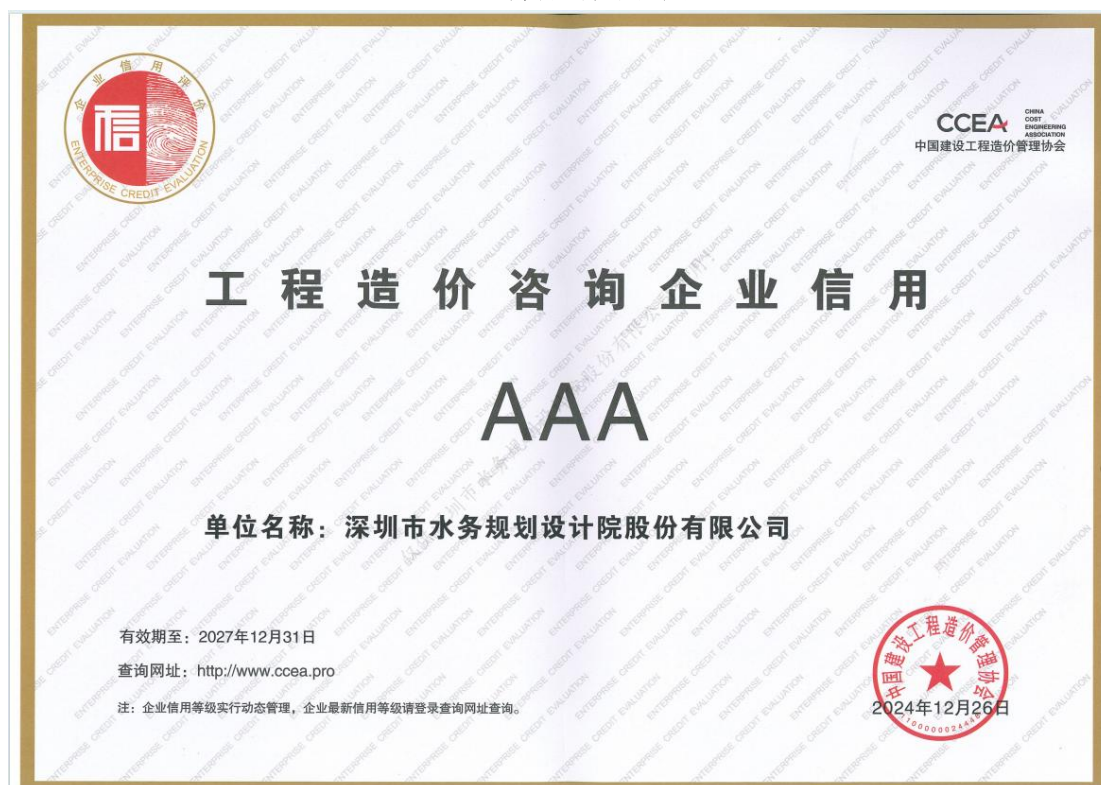 企业信用评价
信
ENTERPRISE CREDIT EVALUATION
CCEA
CHINA
COST
ENGINEERING
ASSOCIATION
中国建设工程造价管理协会
工程造价咨询企业信用
AAA
单位名称：深圳市水务规划设计院股份有限公司
有效期至：2027年12月31日
查询网址：http://www.ccea.pro
注：企业信用等级实行动态管理，企业最新信用等级请登录查询网址查询。
中国建设工程造价管理协会
2024年12月26日